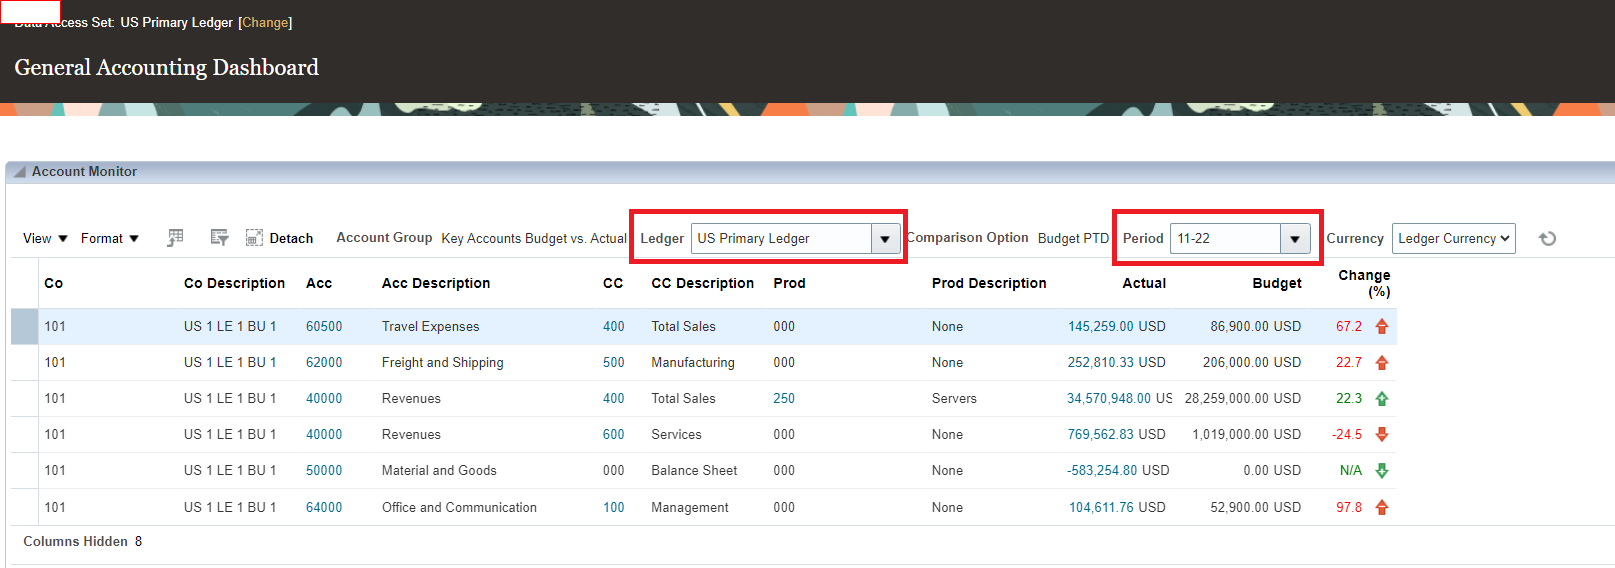 Data Access Set: US Primary Ledger [Change]
General Accounting Dashboard
Account Monitor
View Format Detach Account Group Key Accounts Budget vs. Actual Ledger US Primary Ledger Comparison Option Budget PTD Period 11-22 Currency Ledger Currency
Co Co Description Acc Acc Description CC CC Description Prod Prod Description Actual Budget Change (%)
101 US 1 LE 1 BU 1 60500 Travel Expenses 400 Total Sales 000 None 145,259.00 USD 86,900.00 USD 67.2
101 US 1 LE 1 BU 1 62000 Freight and Shipping 500 Manufacturing 000 None 252,810.33 USD 206,000.00 USD 22.7
101 US 1 LE 1 BU 1 40000 Revenues 400 Total Sales 250 Servers 34,570,948.00 US 28,259,000.00 USD 22.3
101 US 1 LE 1 BU 1 40000 Revenues 600 Services 000 None 769,562.83 USD 1,019,000.00 USD -24.5
101 US 1 LE 1 BU 1 50000 Material and Goods 000 Balance Sheet 000 None -583,254.80 USD 0.00 USD N/A
101 US 1 LE 1 BU 1 64000 Office and Communication 100 Management 000 None 104,611.76 USD 52,900.00 USD 97.8
Columns Hidden 8